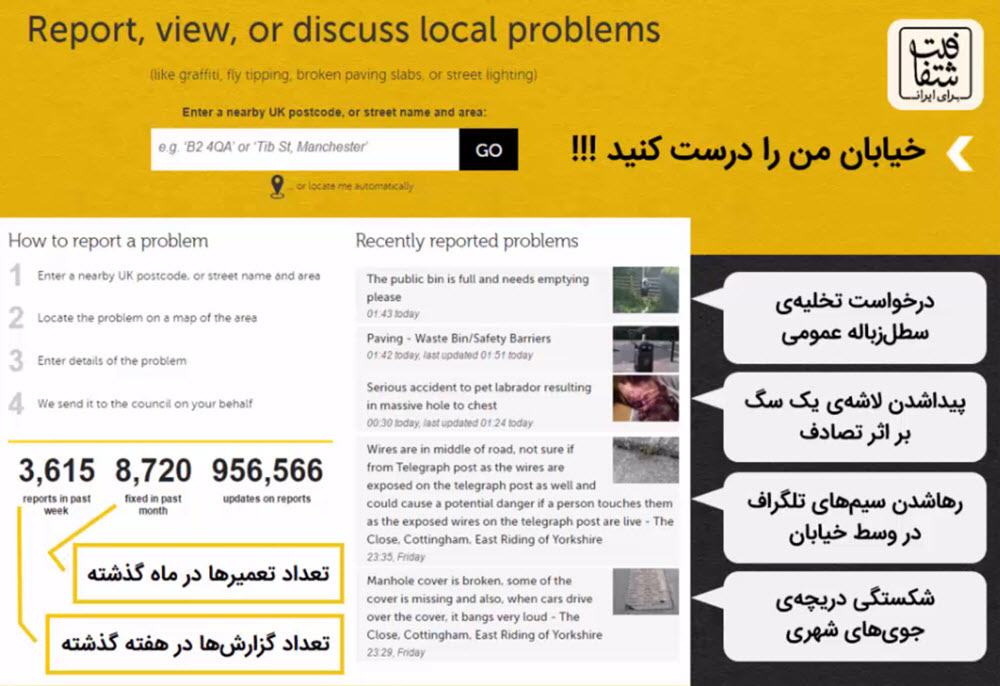 Report, view, or discuss local problems
(like graffiti, fly tipping, broken paving slabs, or street lighting)
Enter a nearby UK postcode, or street name and area:
e.g. ‘B2 4QA’ or ‘Tib St, Manchester’
GO
... or locate me automatically
شفافیت
برای ایران
خیابان من را درست کنید !!!
How to report a problem
1 Enter a nearby UK postcode, or street name and area
2 Locate the problem on a map of the area
3 Enter details of the problem
4 We send it to the council on your behalf
3,615 8,720 956,566
reports in past week
fixed in past month
updates on reports
تعداد تعمیرها در ماه گذشته
تعداد گزارش‌ها در هفته گذشته
Recently reported problems
The public bin is full and needs emptying
please
01:43 today
Paving - Waste Bin/Safety Barriers
01:42 today, last updated 01:51 today
Serious accident to pet labrador resulting
in massive hole to chest
00:30 today, last updated 01:24 today
Wires are in middle of road, not sure if
from Telegraph post as the wires are
exposed on the telegraph post as well and
could cause a potential danger if a person touches them
as the exposed wires on the telegraph post are live - The
Close, Cottingham, East Riding of Yorkshire
23:35, Friday
Manhole cover is broken, some of the
cover is missing and also, when cars drive
over the cover, it bangs very loud - The
Close, Cottingham, East Riding of Yorkshire
23:29, Friday
درخواست تخلیه‌ی
سطل‌زباله عمومی
پیداشدن لاشه‌ی یک سگ
بر اثر تصادف
رهاشدن سیم‌های تلگراف
در وسط خیابان
شکستگی دریچه‌ی
جوی‌های شهری